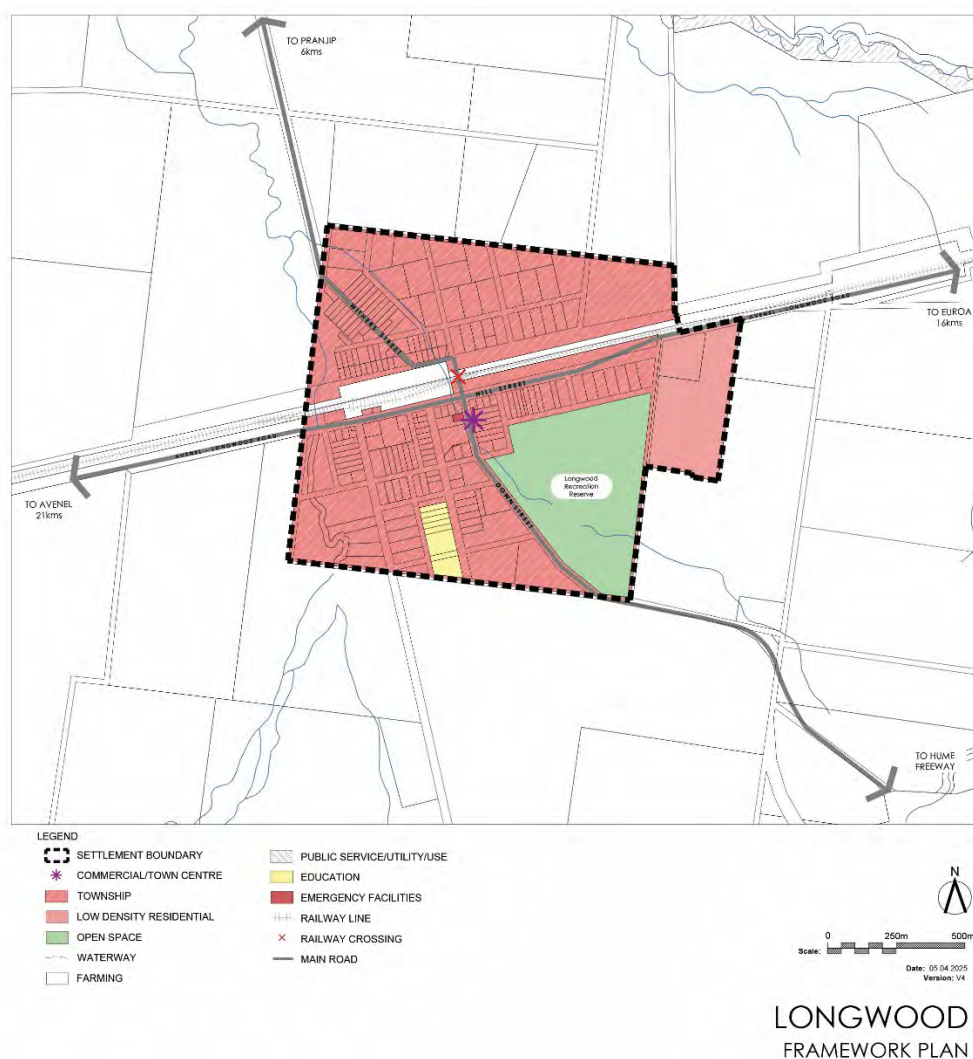 TO PRANJIP
6kms
TO EUROA
16kms
AVENEL LONGWOOD ROAD
HILL STREET
AVENEL LONGWOOD ROAD
TO AVENEL
21kms
Longwood
Recreation
Reserve
DOWN STREET
TO HUME
FREEWAY
LEGEND
SETTLEMENT BOUNDARY
COMMERCIAL/TOWN CENTRE
TOWNSHIP
LOW DENSITY RESIDENTIAL
OPEN SPACE
WATERWAY
FARMING
PUBLIC SERVICE/UTILITY/USE
EDUCATION
EMERGENCY FACILITIES
RAILWAY LINE
RAILWAY CROSSING
MAIN ROAD
N
0 250m 500m
Scale:
Date: 05.04.2025
Version: V4
LONGWOOD
FRAMEWORK PLAN